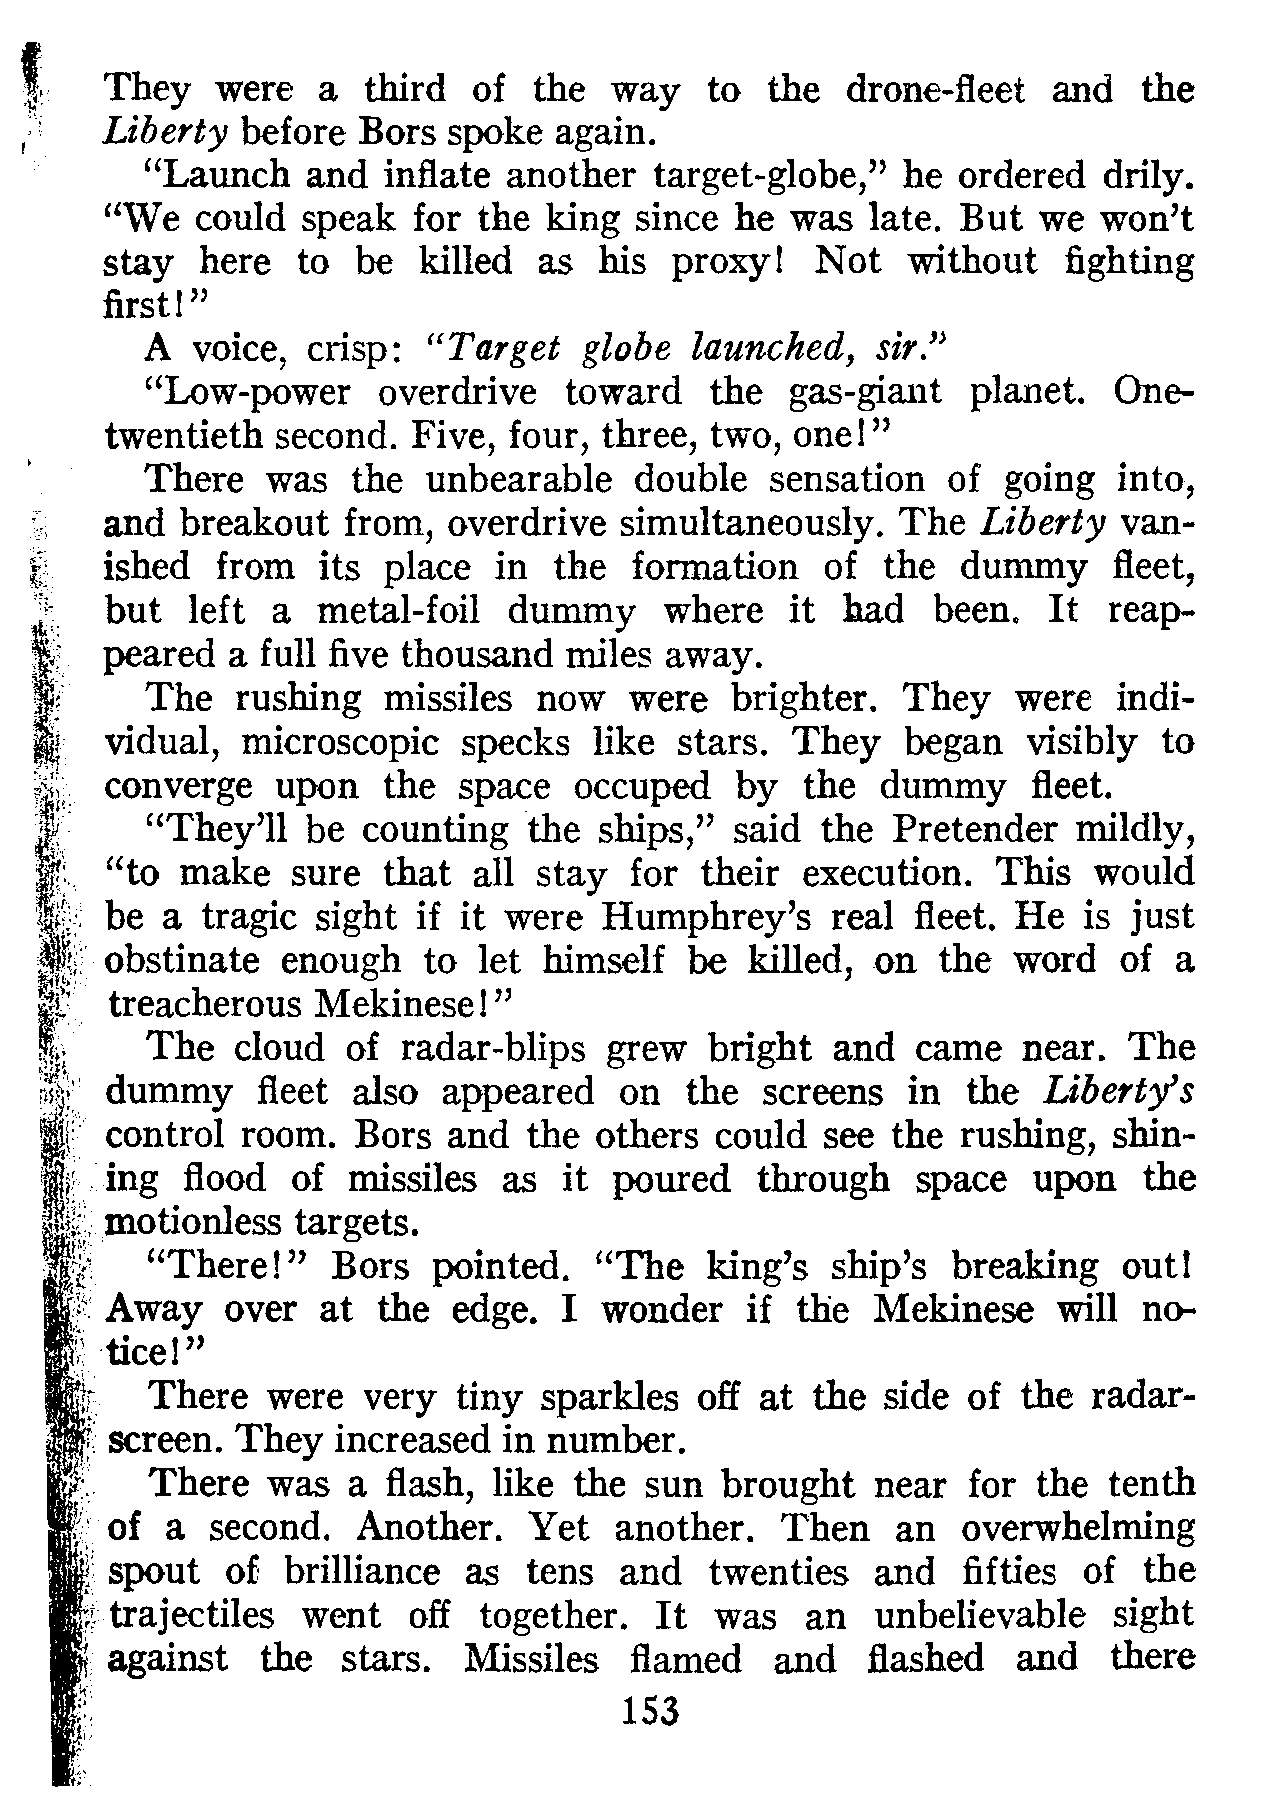 They were a third of the way to the drone-fleet and the
Liberty before Bors spoke again.
“Launch and inflate another target-globe,” he ordered drily.
“We could speak for the king since he was late. But we won’t
stay here to be killed as his proxy! Not without fighting
first!”
A voice, crisp: “Target globe launched, sir.”
“Low-power overdrive toward the gas-giant planet. One-
twentieth second. Five, four, three, two, one!”
There was the unbearable double sensation of going into,
and breakout from, overdrive simultaneously. The Liberty van-
ished from its place in the formation of the dummy fleet,
but left a metal-foil dummy where it had been. It reap-
peared a full five thousand miles away.
The rushing missiles now were brighter. They were indi-
vidual, microscopic specks like stars. They began visibly to
converge upon the space occuped by the dummy fleet.
“They’ll be counting the ships,” said the Pretender mildly,
“to make sure that all stay for their execution. This would
be a tragic sight if it were Humphrey’s real fleet. He is just
obstinate enough to let himself be killed, on the word of a
treacherous Mekinese!”
The cloud of radar-blips grew bright and came near. The
dummy fleet also appeared on the screens in the Liberty’s
control room. Bors and the others could see the rushing, shin-
ing flood of missiles as it poured through space upon the
motionless targets.
“There!” Bors pointed. “The king’s ship’s breaking out!
Away over at the edge. I wonder if the Mekinese will no-
tice!”
There were very tiny sparkles off at the side of the radar-
screen. They increased in number.
There was a flash, like the sun brought near for the tenth
of a second. Another. Yet another. Then an overwhelming
spout of brilliance as tens and twenties and fifties of the
trajectiles went off together. It was an unbelievable sight
against the stars. Missiles flamed and flashed and there
153